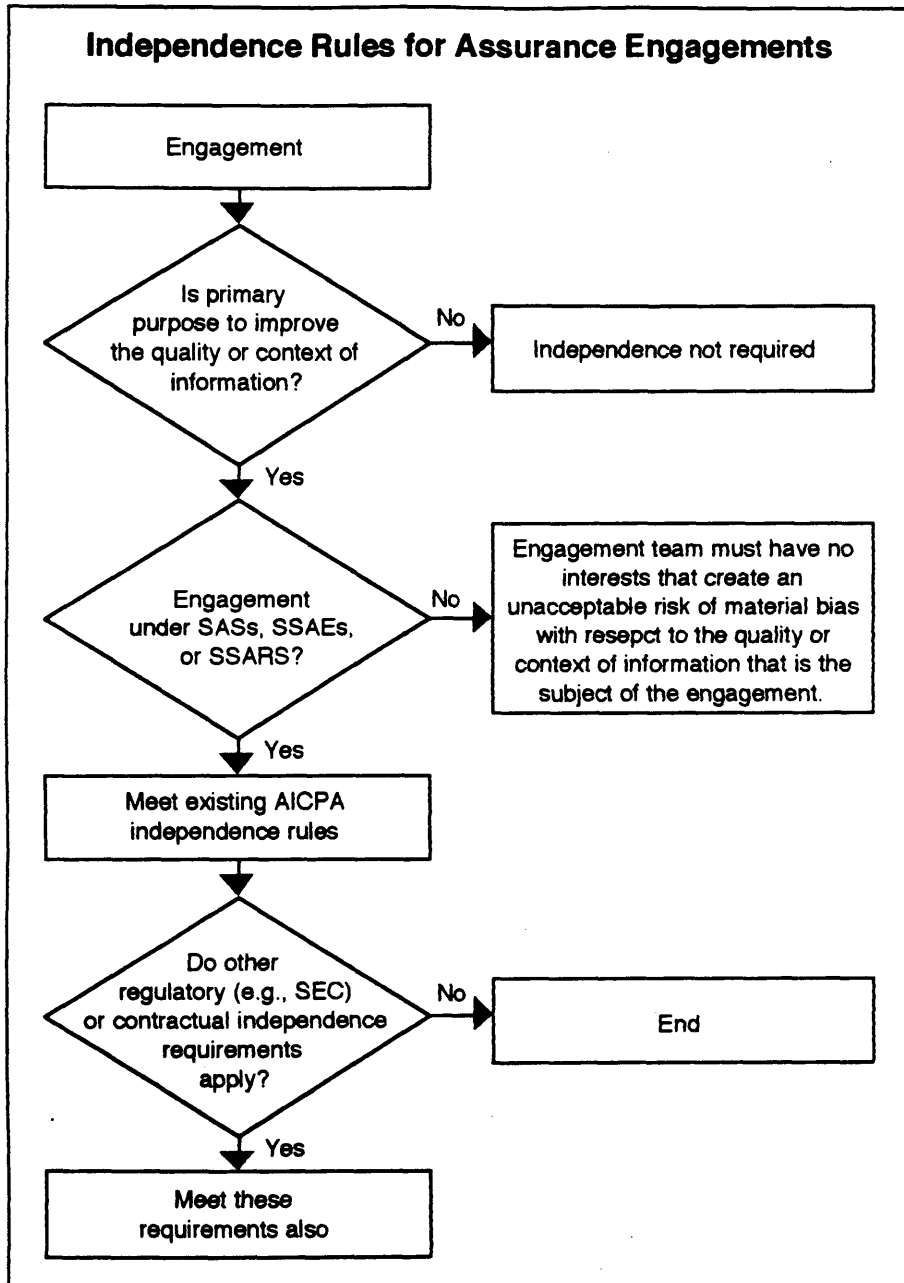 Independence Rules for Assurance Engagements
Engagement
Is primary
purpose to improve
the quality or context of
information?
No
Independence not required
Yes
Engagement
under SASs, SSAEs,
or SSARS?
No
Engagement team must have no
interests that create an
unacceptable risk of material bias
with resepct to the quality or
context of information that is the
subject of the engagement.
Yes
Meet existing AICPA
independence rules
Do other
regulatory (e.g., SEC)
or contractual independence
requirements
apply?
No
End
Yes
Meet these
requirements also